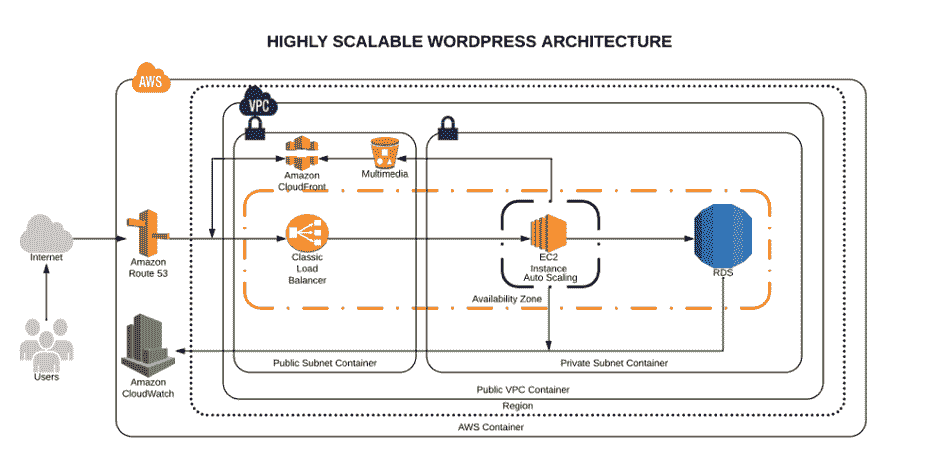 HIGHLY SCALABLE WORDPRESS ARCHITECTURE
AWS
VPC
Amazon
CloudFront
Multimedia
Internet
Amazon
Route 53
Classic
Load
Balancer
EC2
Instance
Auto Scaling
RDS
Availability Zone
Users
Amazon
CloudWatch
Public Subnet Container
Private Subnet Container
Public VPC Container
Region
AWS Container